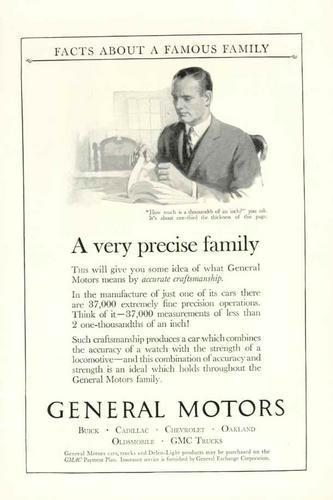 FACTS ABOUT A FAMOUS FAMILY
"How much is a thousandth of an inch?" you ask.
It's about one-third the thickness of this page.
A very precise family
This will give you some idea of what General
Motors means by accurate craftsmanship.
In the manufacture of just one of its cars there
are 37,000 extremely fine precision operations.
Think of it—37,000 measurements of less than
2 one-thousandths of an inch!
Such craftsmanship produces a car which combines
the accuracy of a watch with the strength of a
locomotive—and this combination of accuracy and
strength is an ideal which holds throughout the
General Motors family.
GENERAL MOTORS
BUICK · CADILLAC · CHEVROLET · OAKLAND
OLDSMOBILE · GMC TRUCKS
General Motors cars, trucks and Delco-Light products may be purchased on the
GMAC Payment Plan. Insurance service is furnished by General Exchange Corporation.